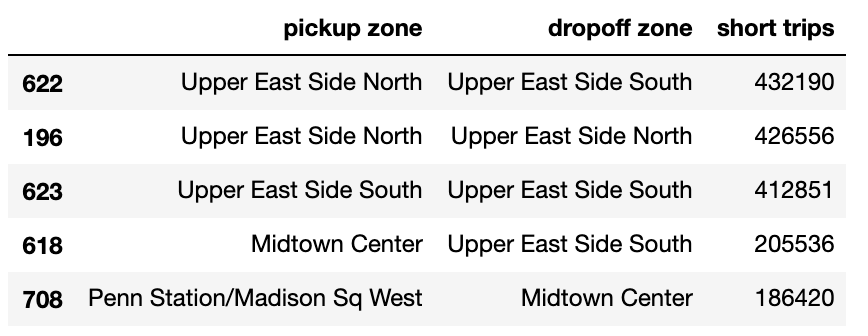 pickup zone dropoff zone short trips
622 Upper East Side North Upper East Side South 432190
196 Upper East Side North Upper East Side North 426556
623 Upper East Side South Upper East Side South 412851
618 Midtown Center Upper East Side South 205536
708 Penn Station/Madison Sq West Midtown Center 186420